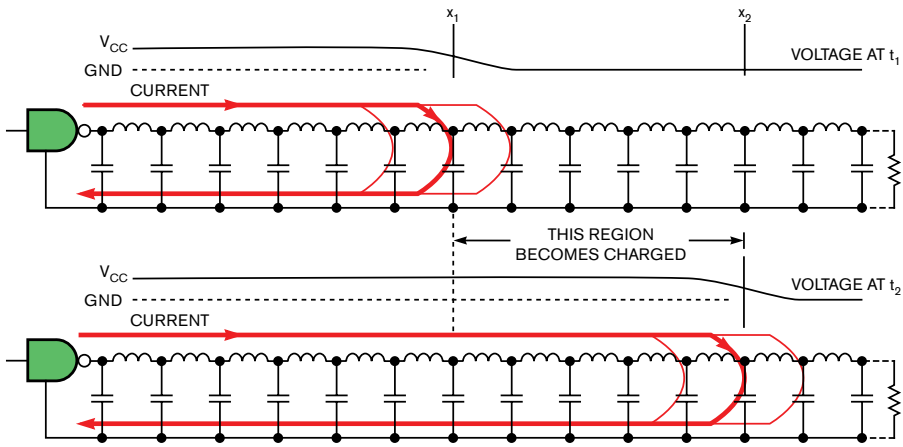 x1 x2
VCC
VOLTAGE AT t1
GND
CURRENT
THIS REGION
BECOMES CHARGED
VCC
VOLTAGE AT t2
GND
CURRENT